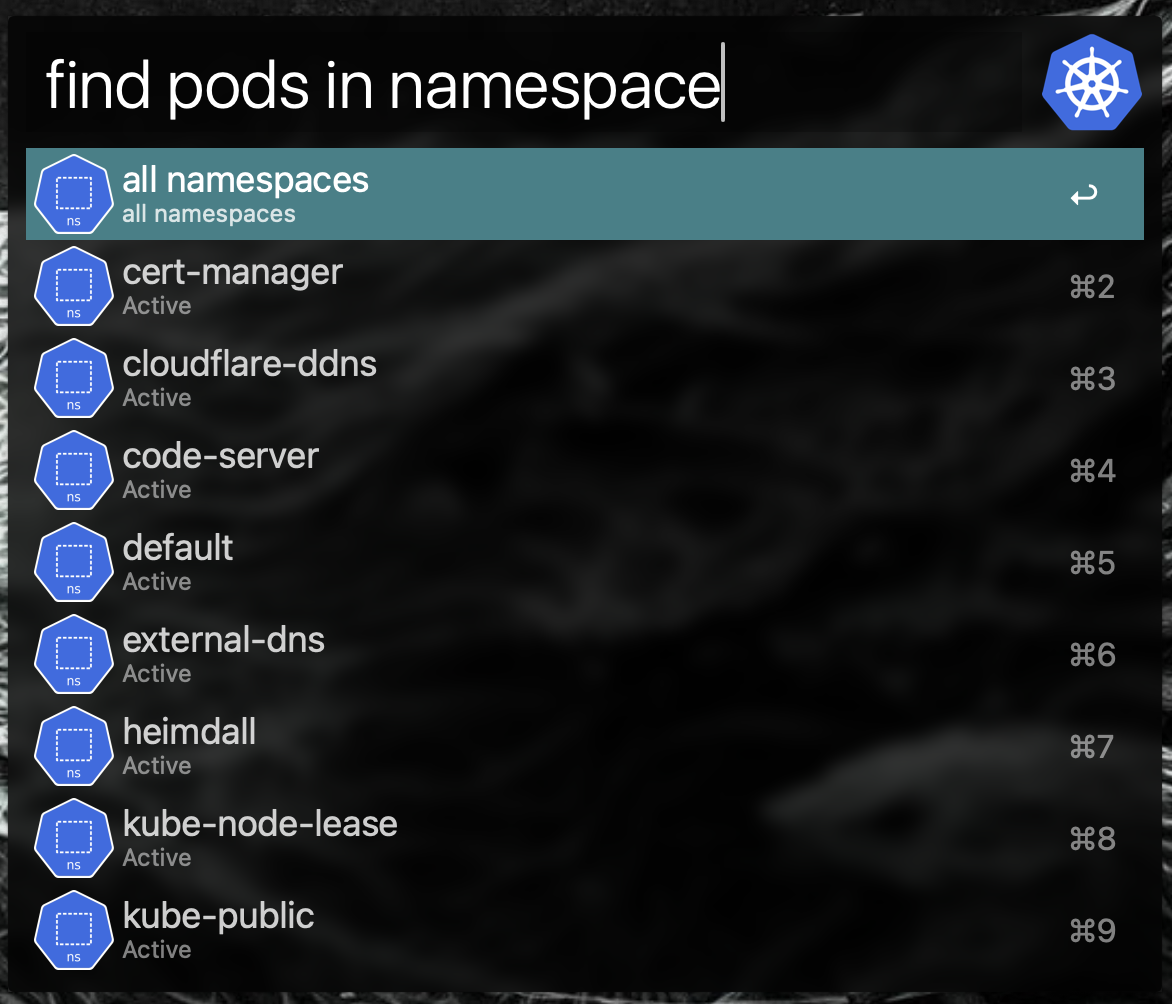 find pods in namespace
all namespaces
all namespaces
ns
cert-manager
Active
ns
⌘2
cloudflare-ddns
Active
ns
⌘3
code-server
Active
ns
⌘4
default
Active
ns
⌘5
external-dns
Active
ns
⌘6
heimdall
Active
ns
⌘7
kube-node-lease
Active
ns
⌘8
kube-public
Active
ns
⌘9